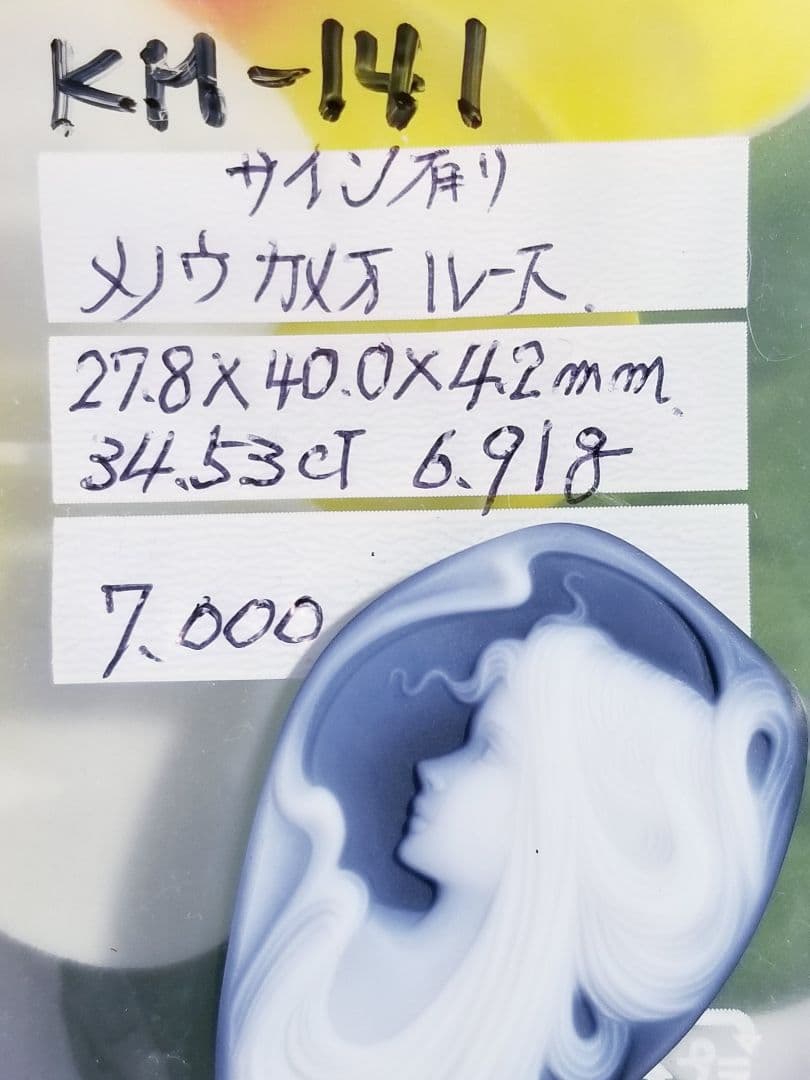 KM-141
サイン有り
メノウ カメオ ルース.
27.8×40.0×4.2mm.
34.53cT 6.91g
7.000